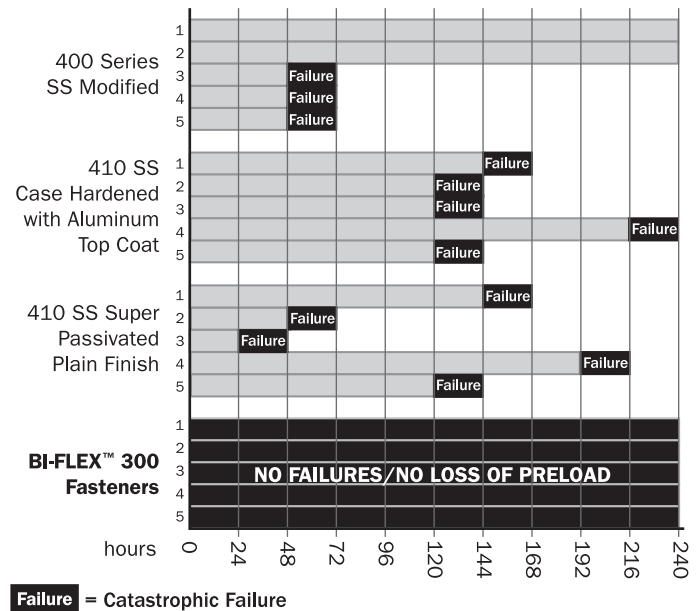 400 Series
SS Modified
1
2
3 Failure
4 Failure
5 Failure
410 SS
Case Hardened
with Aluminum
Top Coat
1 Failure
2 Failure
3 Failure
4 Failure
5 Failure
410 SS Super
Passivated
Plain Finish
1 Failure
2 Failure
3 Failure
4 Failure
5 Failure
BI-FLEX™ 300
Fasteners
1
2
3 NO FAILURES/NO LOSS OF PRELOAD
4
5
hours 0 24 48 72 96 120 144 168 192 216 240
Failure = Catastrophic Failure